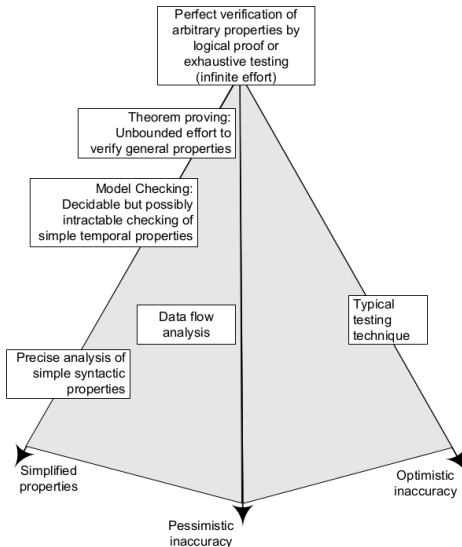 Perfect verification of
arbitrary properties by
logical proof or
exhaustive testing
(infinite effort)
Theorem proving:
Unbounded effort to
verify general properties
Model Checking:
Decidable but possibly
intractable checking of
simple temporal properties
Data flow
analysis
Typical
testing
technique
Precise analysis of
simple syntactic
properties
Simplified
properties
Optimistic
inaccuracy
Pessimistic
inaccuracy